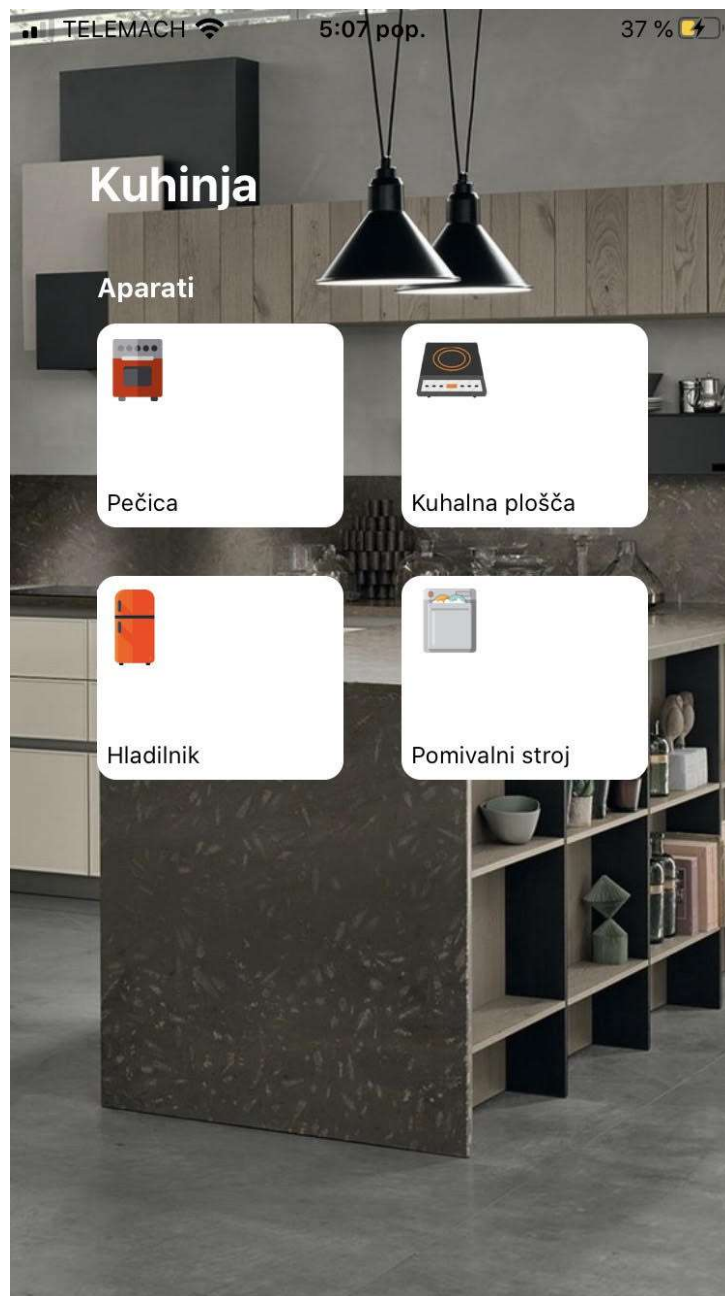 TELEMACH 5:07 pop. 37 %
Kuhinja
Aparati
Pečica
Kuhalna plošča
Hladilnik
Pomivalni stroj